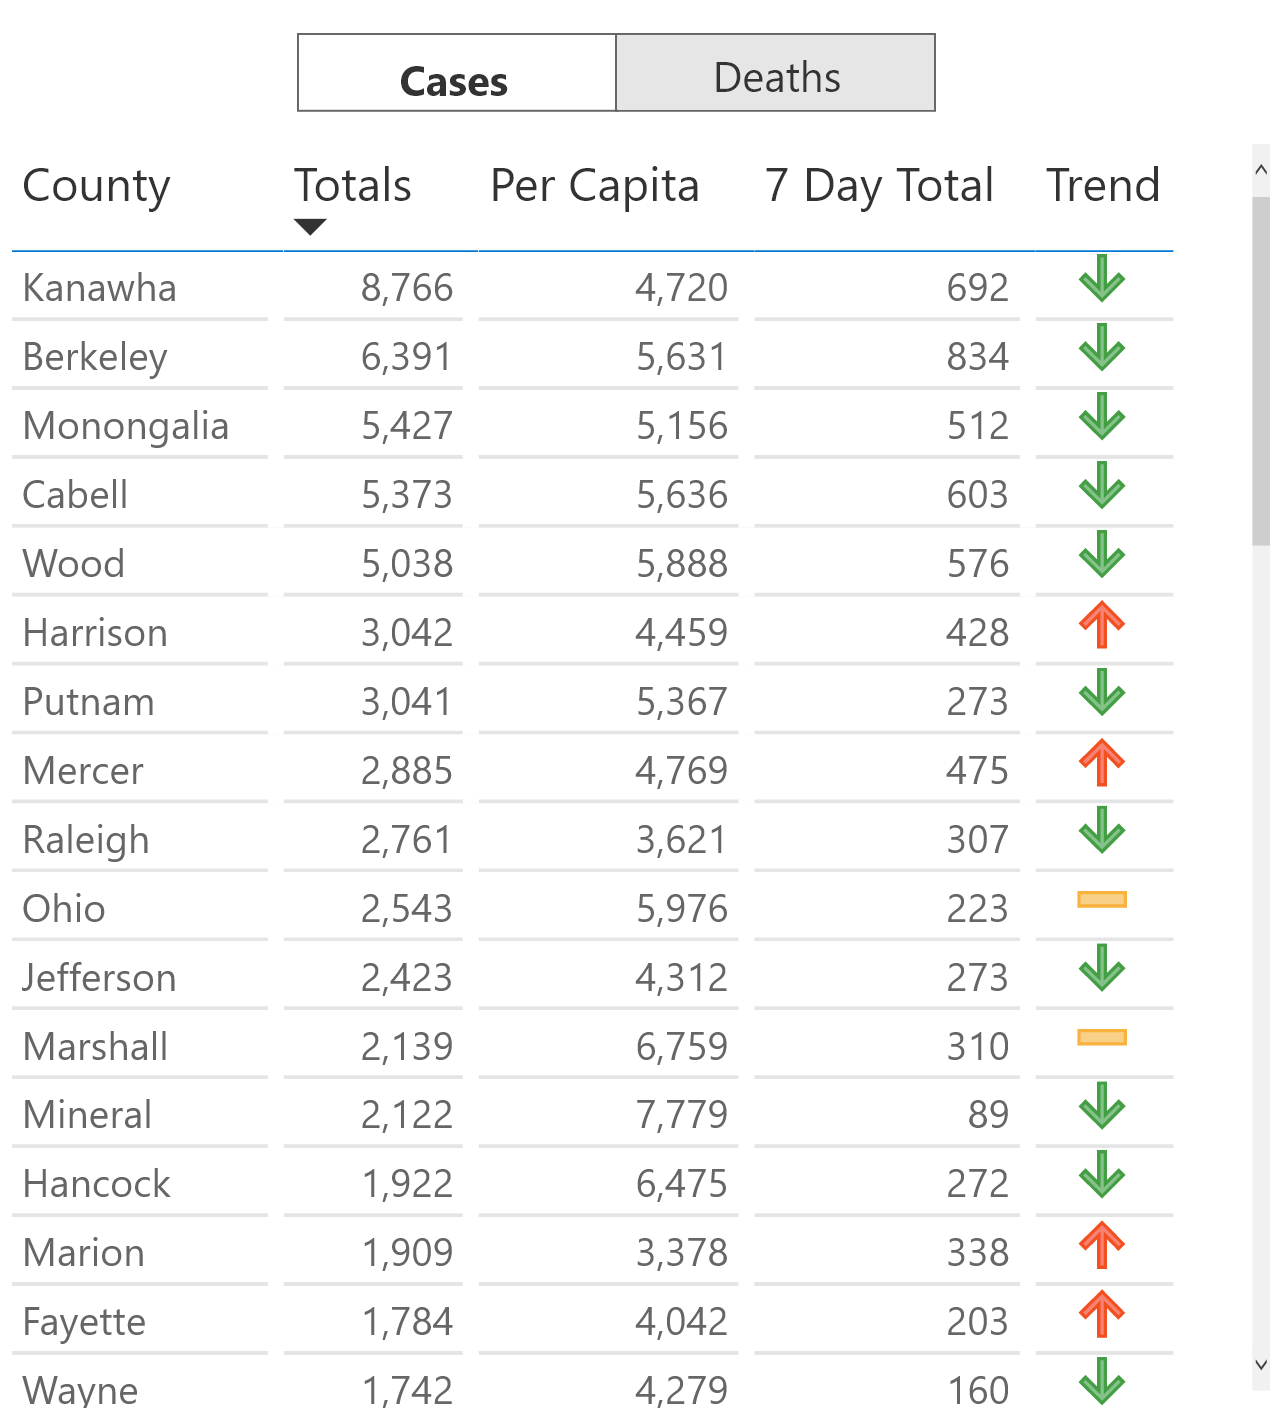 Cases Deaths
County Totals Per Capita 7 Day Total Trend
Kanawha 8,766 4,720 692
Berkeley 6,391 5,631 834
Monongalia 5,427 5,156 512
Cabell 5,373 5,636 603
Wood 5,038 5,888 576
Harrison 3,042 4,459 428
Putnam 3,041 5,367 273
Mercer 2,885 4,769 475
Raleigh 2,761 3,621 307
Ohio 2,543 5,976 223
Jefferson 2,423 4,312 273
Marshall 2,139 6,759 310
Mineral 2,122 7,779 89
Hancock 1,922 6,475 272
Marion 1,909 3,378 338
Fayette 1,784 4,042 203
Wayne 1,742 4,279 160